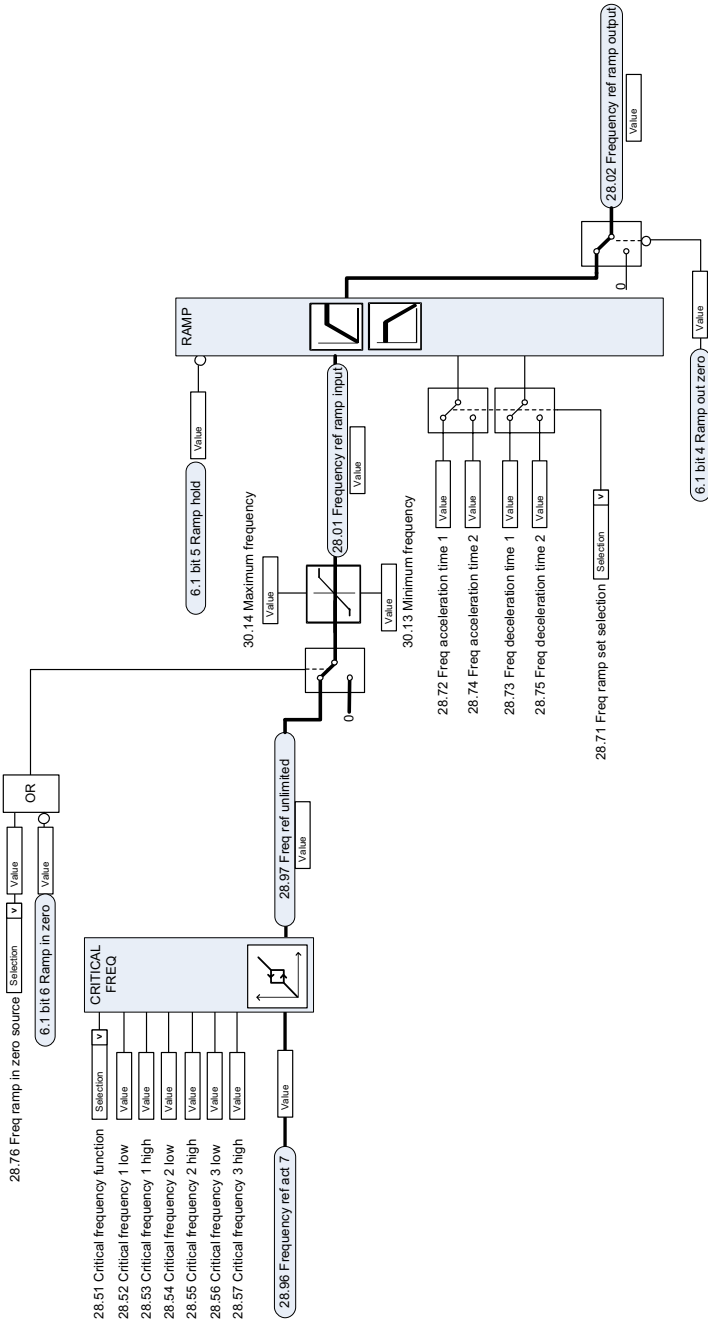 28.76 Freq ramp in zero source
Selection
v
Value
6.1 bit 6 Ramp in zero
Value
OR
28.51 Critical frequency function
Selection
v
28.52 Critical frequency 1 low
Value
28.53 Critical frequency 1 high
Value
28.54 Critical frequency 2 low
Value
28.55 Critical frequency 2 high
Value
28.56 Critical frequency 3 low
Value
28.57 Critical frequency 3 high
Value
28.96 Frequency ref act 7
Value
CRITICAL
FREQ
28.97 Freq ref unlimited
Value
0
30.14 Maximum frequency
Value
30.13 Minimum frequency
Value
6.1 bit 5 Ramp hold
Value
28.01 Frequency ref ramp input
Value
RAMP
28.72 Freq acceleration time 1
Value
28.74 Freq acceleration time 2
Value
28.73 Freq deceleration time 1
Value
28.75 Freq deceleration time 2
Value
28.71 Freq ramp set selection
Selection
v
0
6.1 bit 4 Ramp out zero
Value
28.02 Frequency ref ramp output
Value